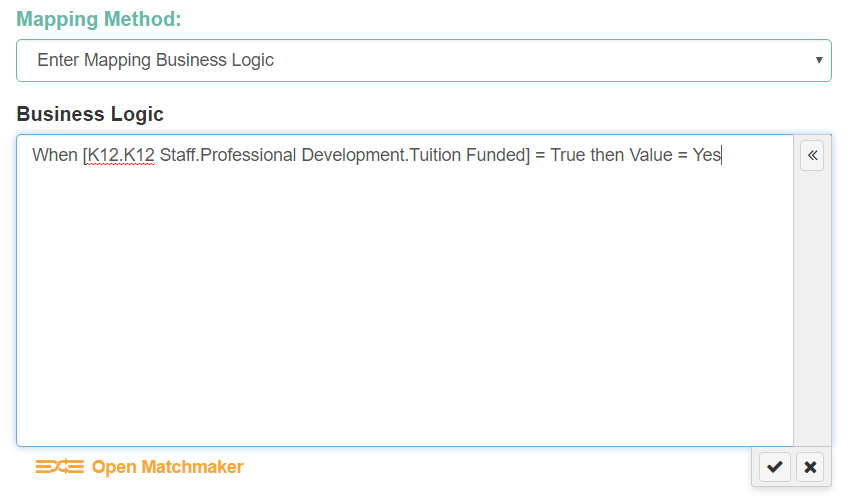 Mapping Method:
Enter Mapping Business Logic
Business Logic
When [K12.K12 Staff.Professional Development.Tuition Funded] = True then Value = Yes
Open Matchmaker